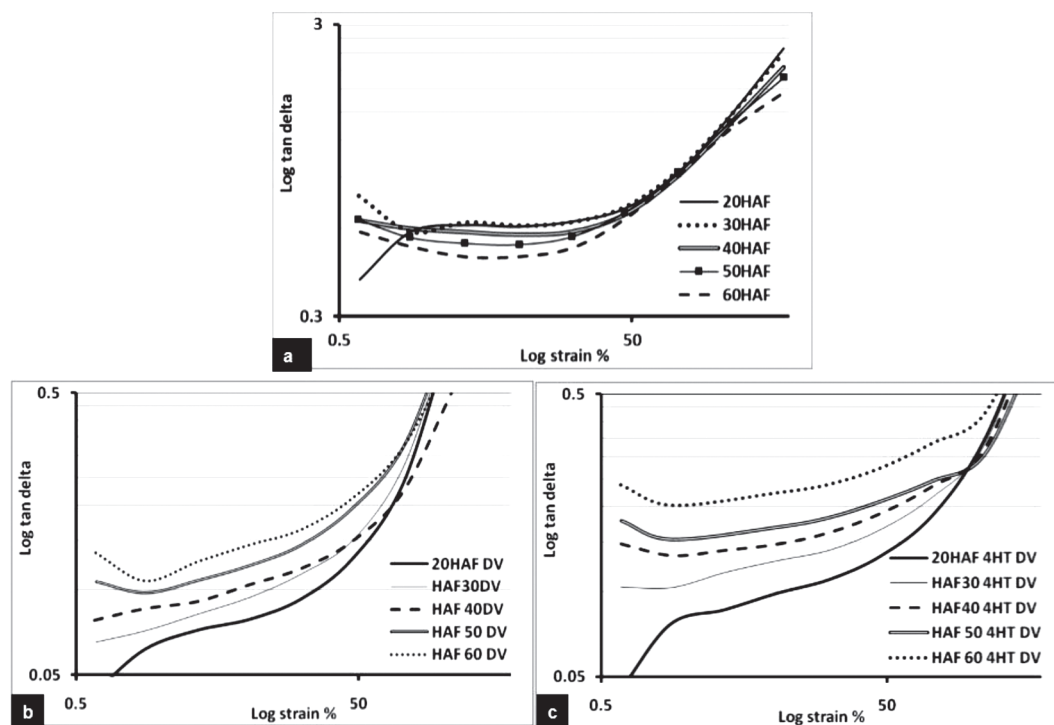 3
Log tan delta
20HAF
30HAF
40HAF
50HAF
60HAF
0.3
0.5
50
Log strain %
a
0.5
Log tan delta
20HAF DV
HAF30DV
HAF 40DV
HAF 50 DV
HAF 60 DV
0.05
0.5
50
Log strain %
b
0.5
Log tan delta
20HAF 4HT DV
HAF30 4HT DV
HAF40 4HT DV
HAF 50 4HT DV
HAF 60 4HT DV
0.05
0.5
50
Log strain %
c